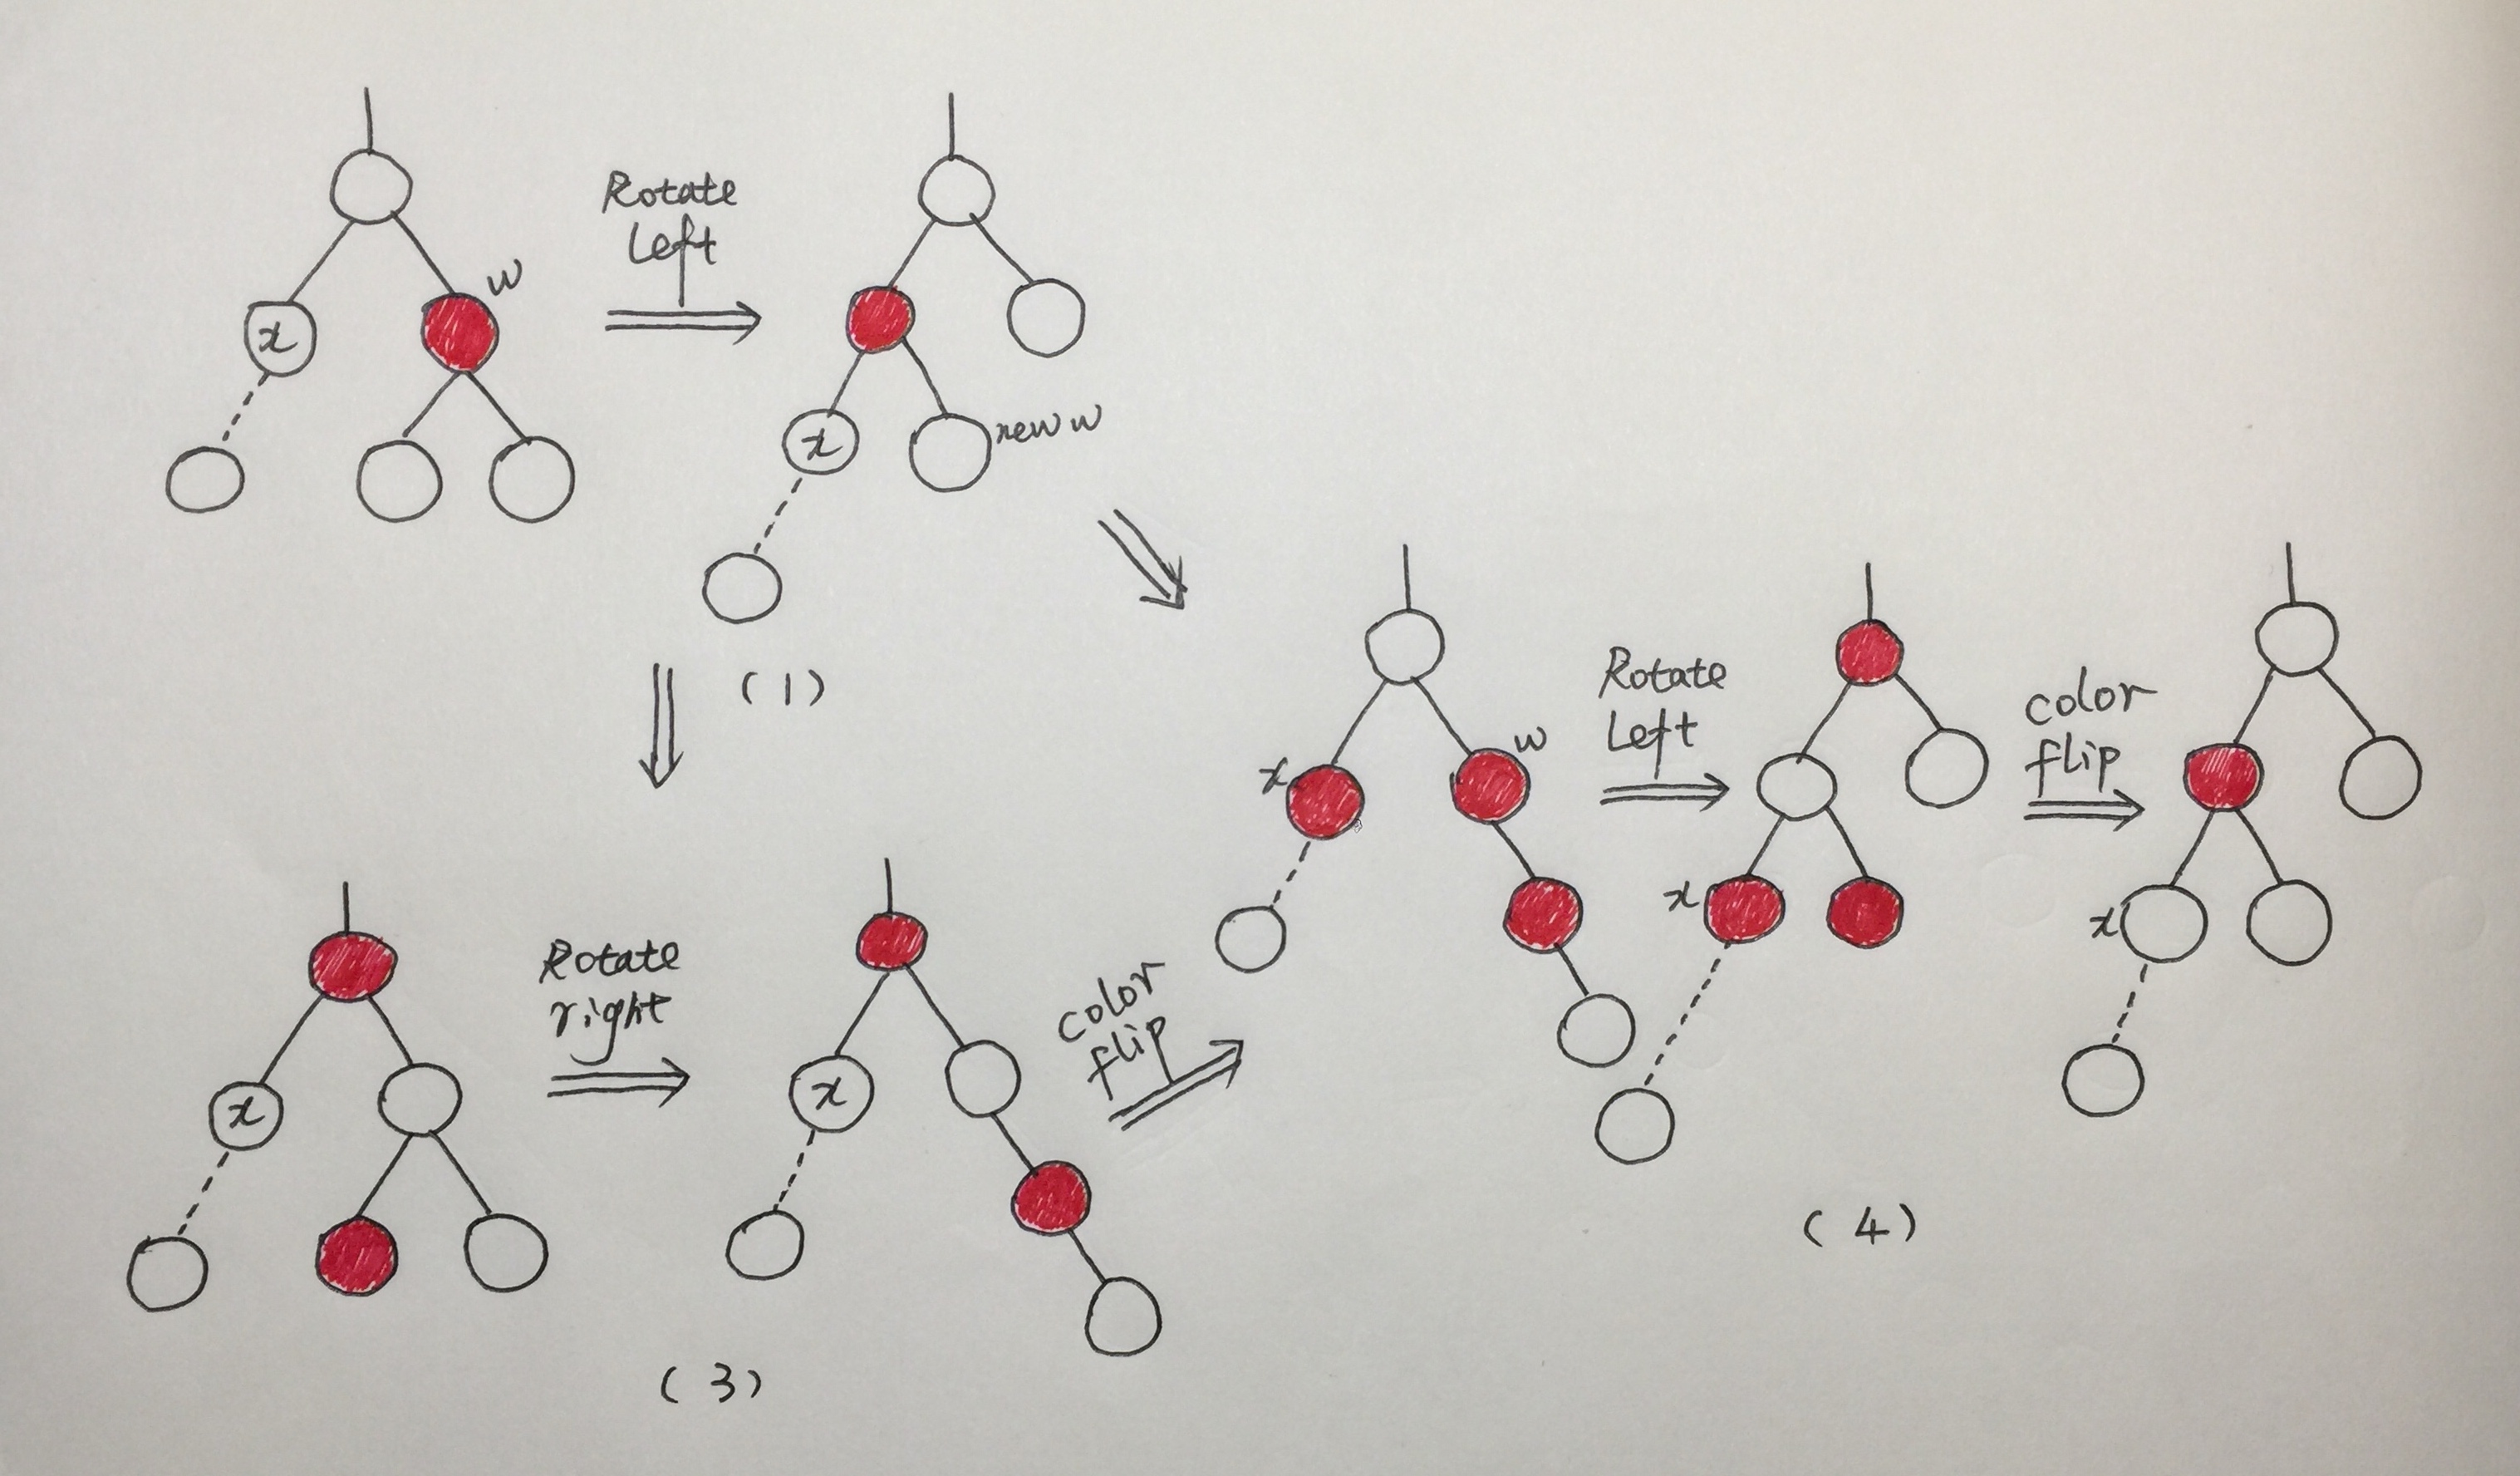 Rotate
Left
w
x
x
new w
(1)
Rotate
right
x
x
(3)
color
flip
x
w
Rotate
Left
x
color
flip
x
(4)